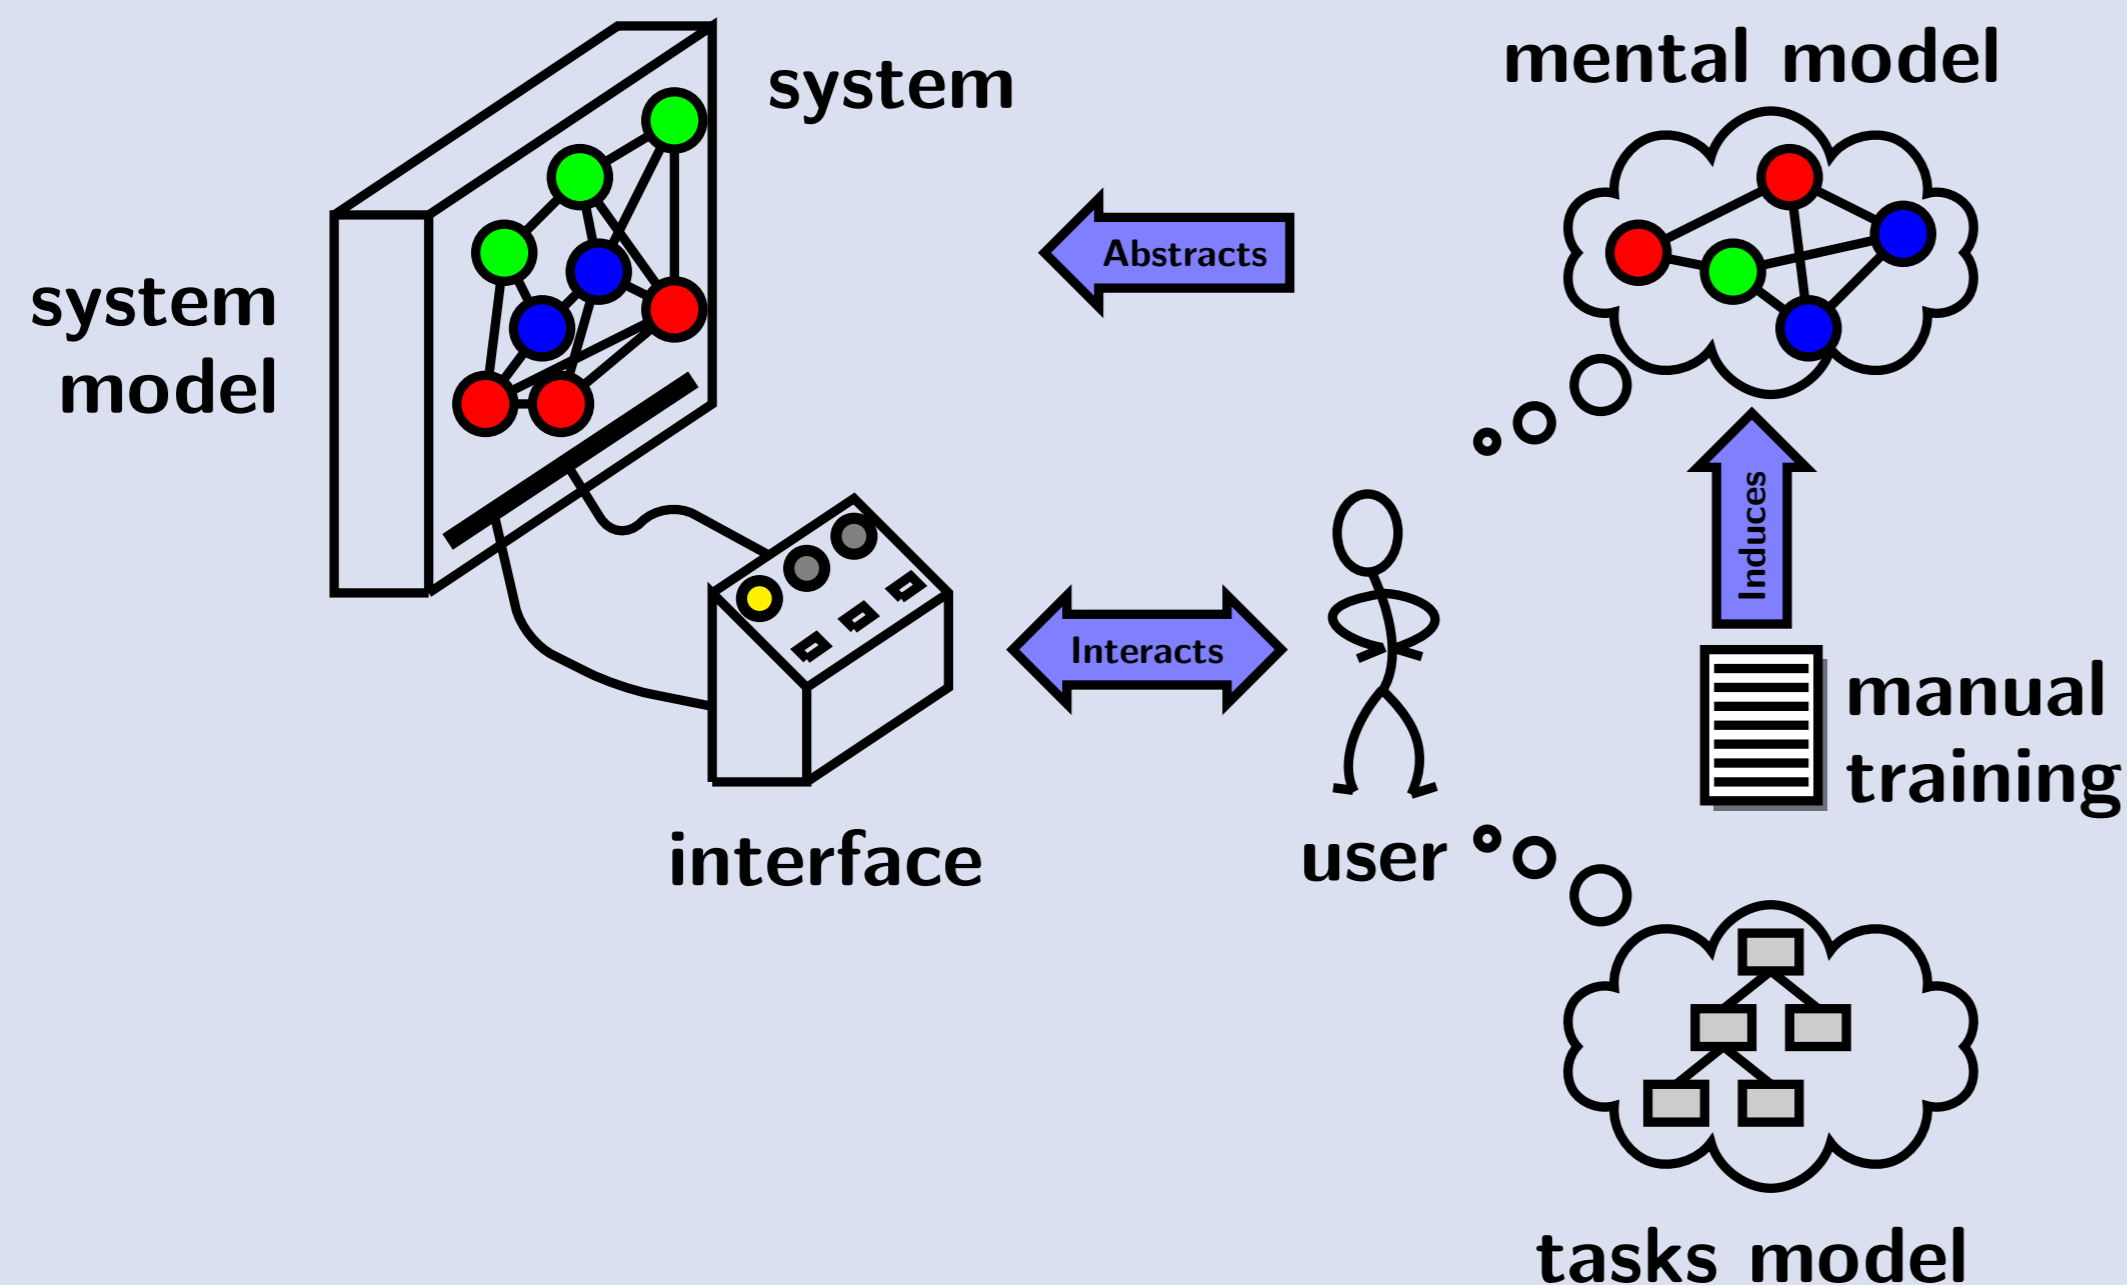 system
mental model
Abstracts
system
model
Induces
Interacts
manual
training
interface
user
tasks model